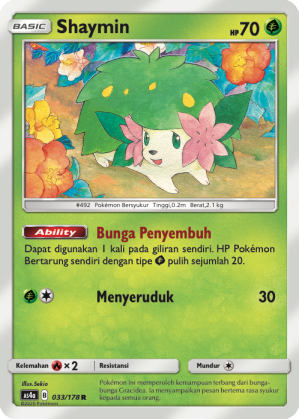 BASIC Shaymin HP70
#492 Pokémon Bersyukur Tinggi,0.2m Berat,2.1 kg
Ability Bunga Penyembuh
Dapat digunakan 1 kali pada giliran sendiri. HP Pokémon
Bertarung sendiri dengan tipe pulih sejumlah 20.
Menyeruduk 30
Kelemahan ×2 Resistansi Mundur
Illus. Sekio
AS4a D 033/178 R
©2020 Pokémon
Pokémon ini memperoleh kemampuan terbang dari bunga-
bunga Gracidea. Ia menyampaikan pesan bertema rasa syukur
kepada semua orang.